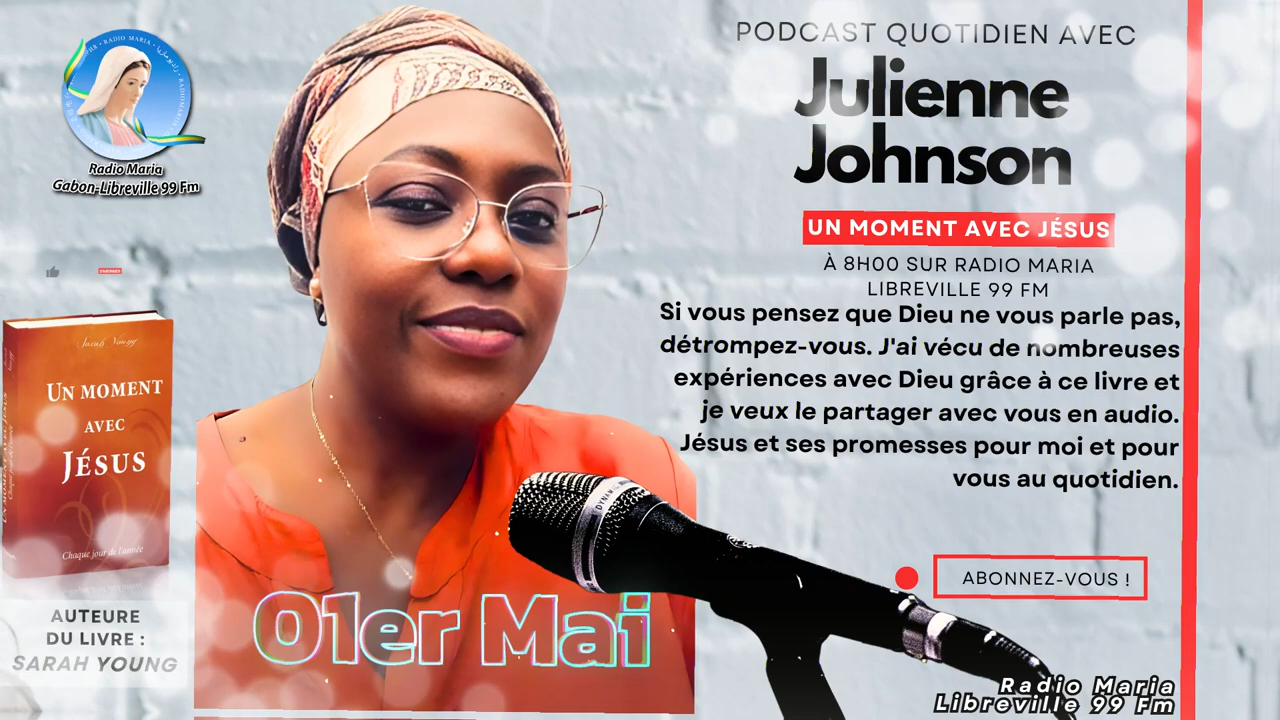 RADIO MARIA
Radio Maria
Gabon-Libreville 99 Fm
PODCAST QUOTIDIEN AVEC
Julienne
Johnson
UN MOMENT AVEC JÉSUS
À 8H00 SUR RADIO MARIA
LIBREVILLE 99 FM
Si vous pensez que Dieu ne vous parle pas,
détrompez-vous. J'ai vécu de nombreuses
expériences avec Dieu grâce à ce livre et
je veux le partager avec vous en audio.
Jésus et ses promesses pour moi et pour
vous au quotidien.
ABONNEZ-VOUS !
Sarah Young
UN MOMENT
AVEC
JÉSUS
Chaque jour de l'année
AUTEURE
DU LIVRE :
SARAH YOUNG
01er Mai
Radio Maria
Libreville 99 Fm